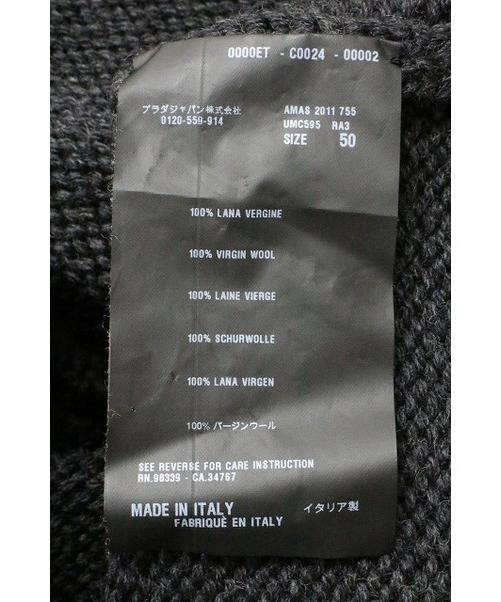 0000ET - C0024 - 00002
プラダジャパン株式会社
0120-559-914
AMAS 2011 755
UMC595 RA3
SIZE 50
100% LANA VERGINE
100% VIRGIN WOOL
100% LAINE VIERGE
100% SCHURWOLLE
100% LANA VIRGEN
100% バージンウール
SEE REVERSE FOR CARE INSTRUCTION
RN.98339 - CA.34767
MADE IN ITALY イタリア製
FABRIQUÉ EN ITALY